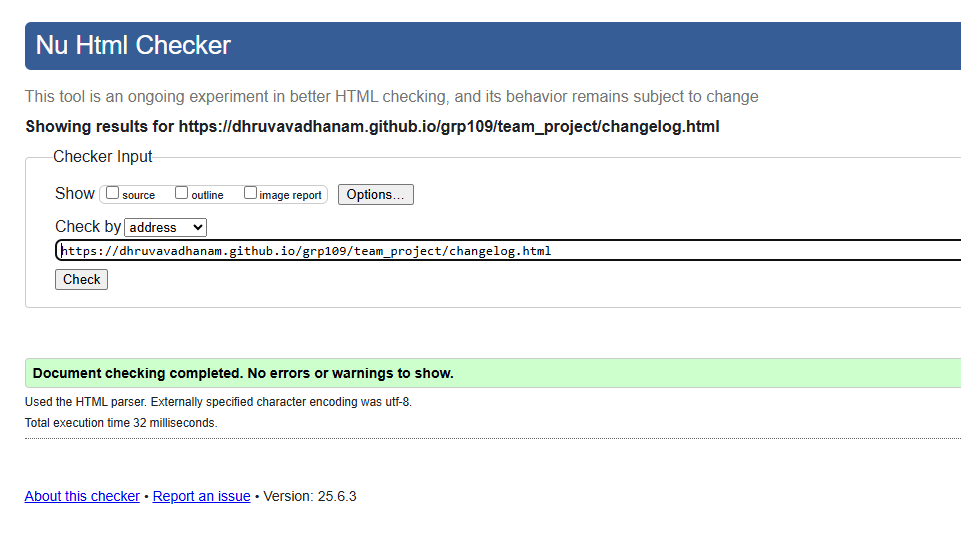 Nu Html Checker
This tool is an ongoing experiment in better HTML checking, and its behavior remains subject to change
Showing results for https://dhruvavadhanam.github.io/grp109/team_project/changelog.html
Checker Input
Show source outline image report Options...
Check by address
https://dhruvavadhanam.github.io/grp109/team_project/changelog.html
Check
Document checking completed. No errors or warnings to show.
Used the HTML parser. Externally specified character encoding was utf-8.
Total execution time 32 milliseconds.
About this checker • Report an issue • Version: 25.6.3